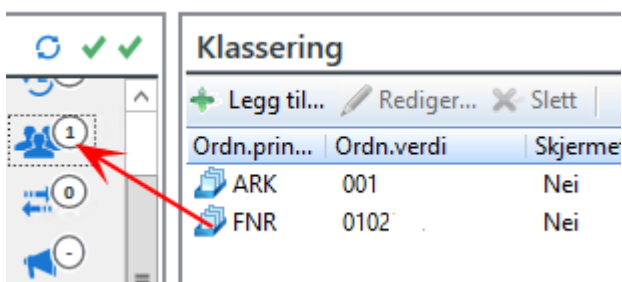 Klassering
Legg til... Rediger... Slett
Ordn.prin... Ordn.verdi Skjermet
1
ARK 001 Nei
0
FNR 0102 Nei
-